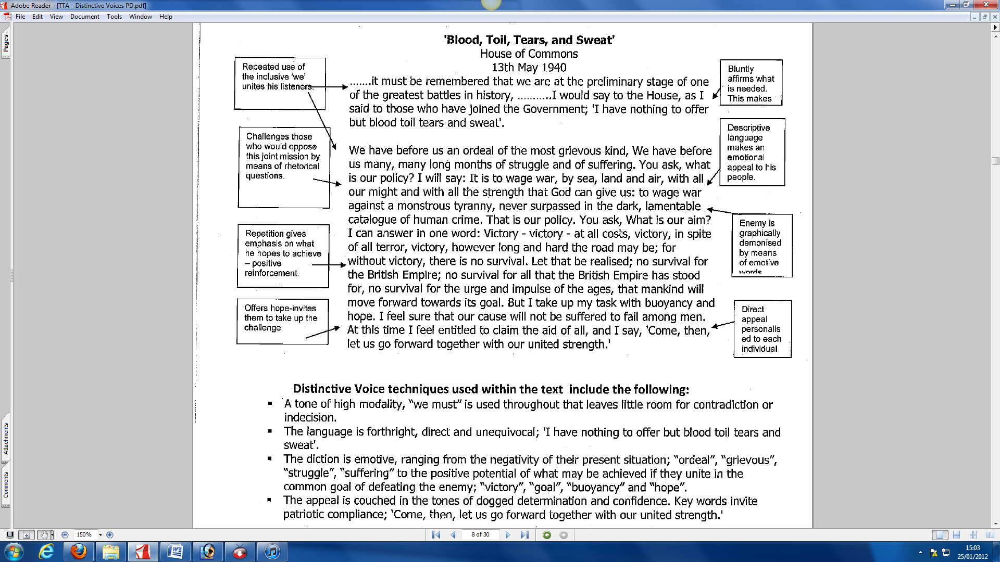 Adobe Reader - [TTA - Distinctive Voices PD.pdf]
File Edit View Document Tools Window Help
Pages
Attachments
Comments
'Blood, Toil, Tears, and Sweat'
House of Commons
13th May 1940
.......it must be remembered that we are at the preliminary stage of one
of the greatest battles in history, ...........I would say to the House, as I
said to those who have joined the Government; 'I have nothing to offer
but blood toil tears and sweat'.
We have before us an ordeal of the most grievous kind, We have before
us many, many long months of struggle and of suffering. You ask, what
is our policy? I will say: It is to wage war, by sea, land and air, with all
our might and with all the strength that God can give us: to wage war
against a monstrous tyranny, never surpassed in the dark, lamentable
catalogue of human crime. That is our policy. You ask, What is our aim?
I can answer in one word: Victory - victory - at all costs, victory, in spite
of all terror, victory, however long and hard the road may be; for
without victory, there is no survival. Let that be realised; no survival for
the British Empire; no survival for all that the British Empire has stood
for, no survival for the urge and impulse of the ages, that mankind will
move forward towards its goal. But I take up my task with buoyancy and
hope. I feel sure that our cause will not be suffered to fail among men.
At this time I feel entitled to claim the aid of all, and I say, 'Come, then,
let us go forward together with our united strength.'
Repeated use of
the inclusive 'we'
unites his listeners.
Challenges those
who would oppose
this joint mission by
means of rhetorical
questions.
Repetition gives
emphasis on what
he hopes to achieve
– positive
reinforcement.
Offers hope-invites
them to take up the
challenge.
Bluntly
affirms what
is needed.
This makes
Descriptive
language
makes an
emotional
appeal to his
people.
Enemy is
graphically
demonised
by means
of emotive
words
Direct
appeal
personalis
ed to each
individual
Distinctive Voice techniques used within the text include the following:
▪ A tone of high modality, “we must” is used throughout that leaves little room for contradiction or
indecision.
▪ The language is forthright, direct and unequivocal; 'I have nothing to offer but blood toil tears and
sweat'.
▪ The diction is emotive, ranging from the negativity of their present situation; “ordeal”, “grievous”,
“struggle”, “suffering” to the positive potential of what may be achieved if they unite in the
common goal of defeating the enemy; “victory”, “goal”, “buoyancy” and “hope”.
▪ The appeal is couched in the tones of dogged determination and confidence. Key words invite
patriotic compliance; 'Come, then, let us go forward together with our united strength.'
150%
8 of 30
15:03
25/01/2012